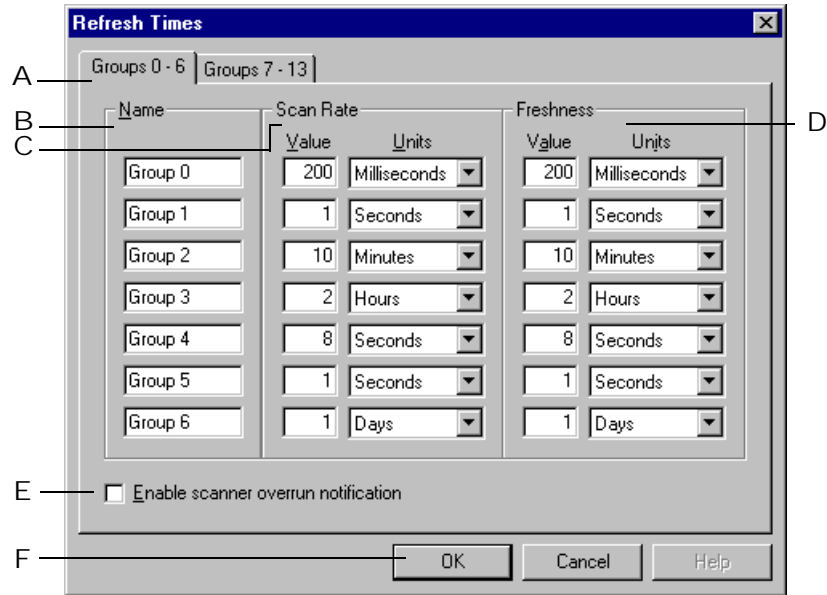 Refresh Times
A
Groups 0 - 6 Groups 7 - 13
B
Name Scan Rate Freshness
D
C
Value Units Value Units
Group 0 200 Milliseconds 200 Milliseconds
Group 1 1 Seconds 1 Seconds
Group 2 10 Minutes 10 Minutes
Group 3 2 Hours 2 Hours
Group 4 8 Seconds 8 Seconds
Group 5 1 Seconds 1 Seconds
Group 6 1 Days 1 Days
E
Enable scanner overrun notification
F
OK Cancel Help